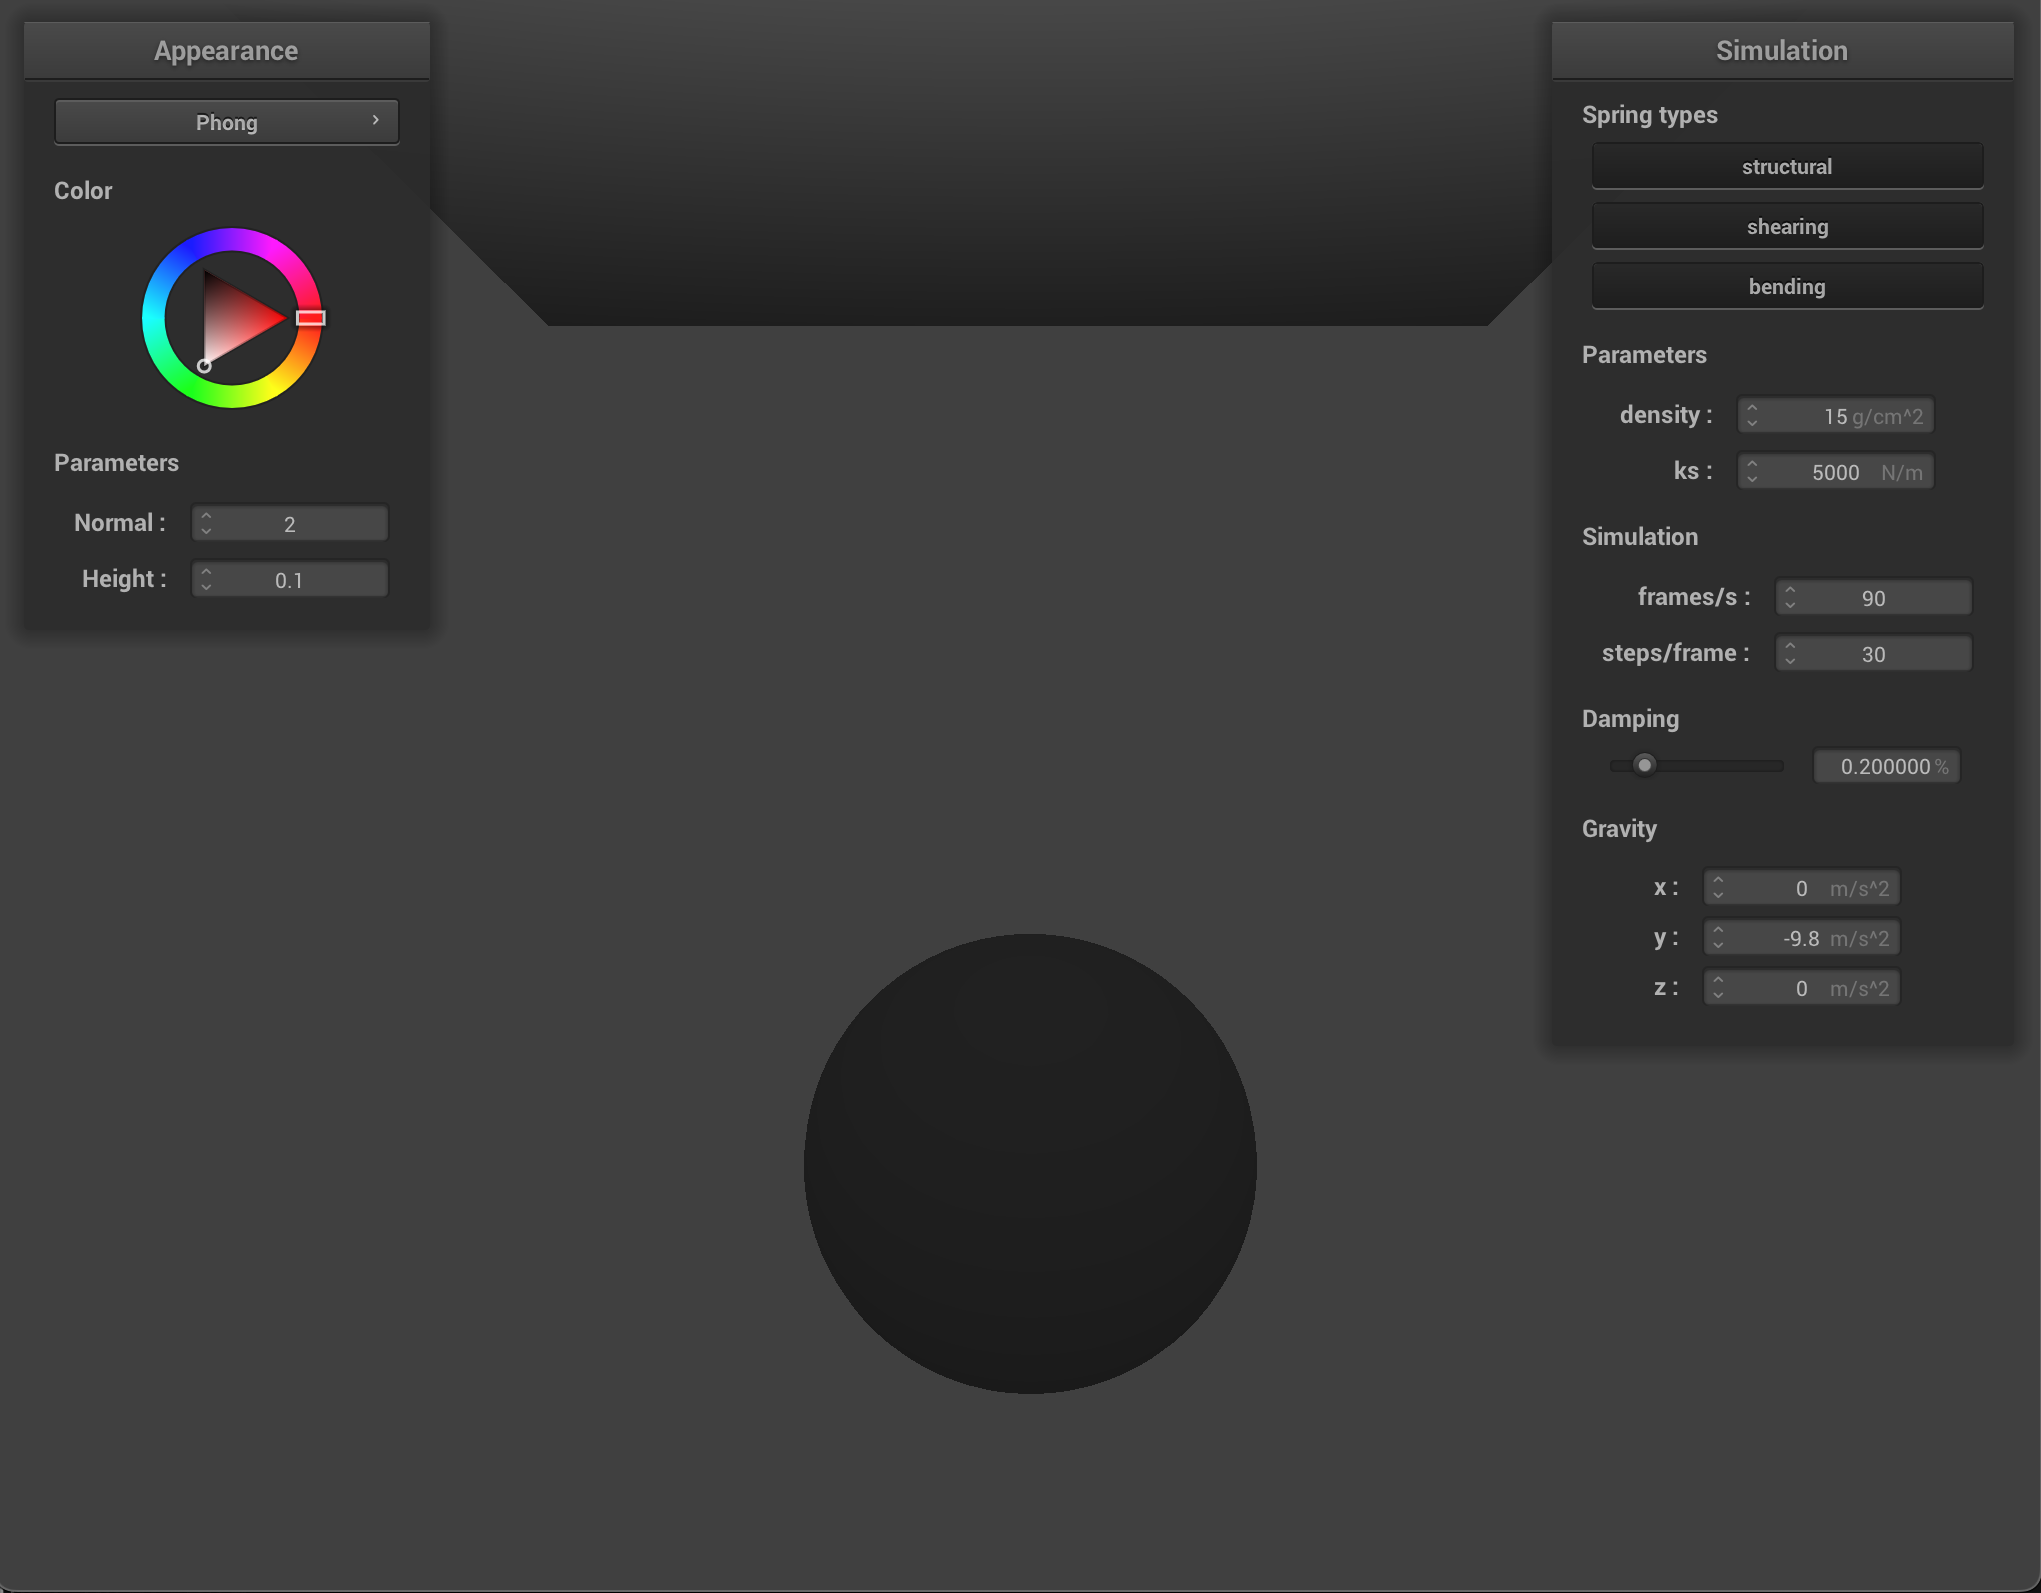 Appearance
Phong
Color
Parameters
Normal : 2
Height : 0.1
Simulation
Spring types
structural
shearing
bending
Parameters
density : 15 g/cm^2
ks : 5000 N/m
Simulation
frames/s : 90
steps/frame : 30
Damping
0.200000 %
Gravity
x : 0 m/s^2
y : -9.8 m/s^2
z : 0 m/s^2